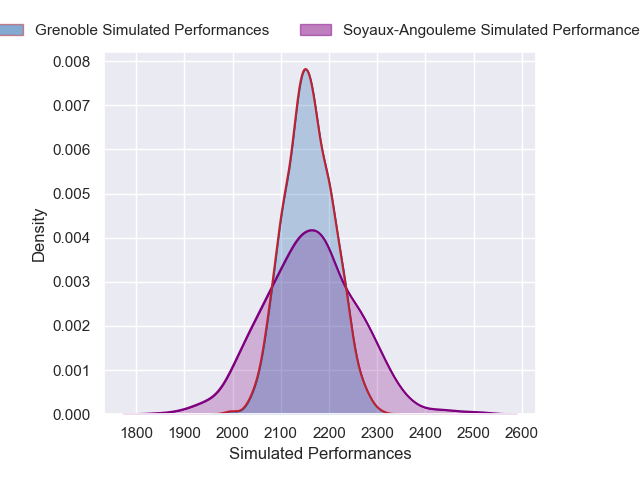 Grenoble Simulated Performances Soyaux-Angouleme Simulated Performance
0.008
0.007
0.006
0.005
0.004
0.003
0.002
0.001
0.000
Density
1800 1900 2000 2100 2200 2300 2400 2500 2600
Simulated Performances